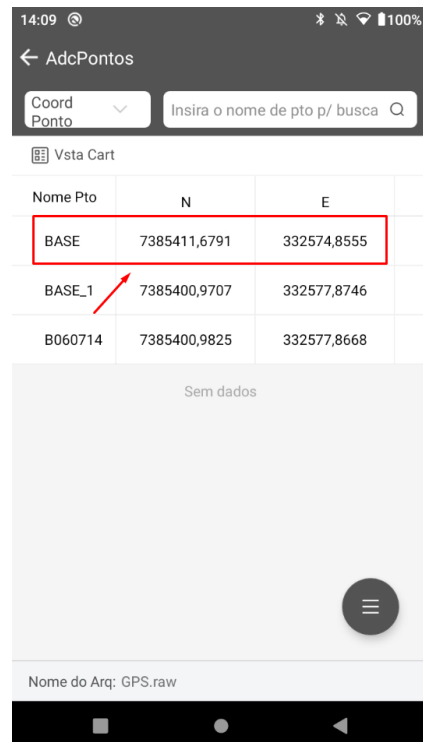 14:09 100%
AdcPontos
Coord
Ponto
Insira o nome de pto p/ busca
Vsta Cart
Nome Pto N E
BASE 7385411,6791 332574,8555
BASE_1 7385400,9707 332577,8746
B060714 7385400,9825 332577,8668
Sem dados
Nome do Arq: GPS.raw